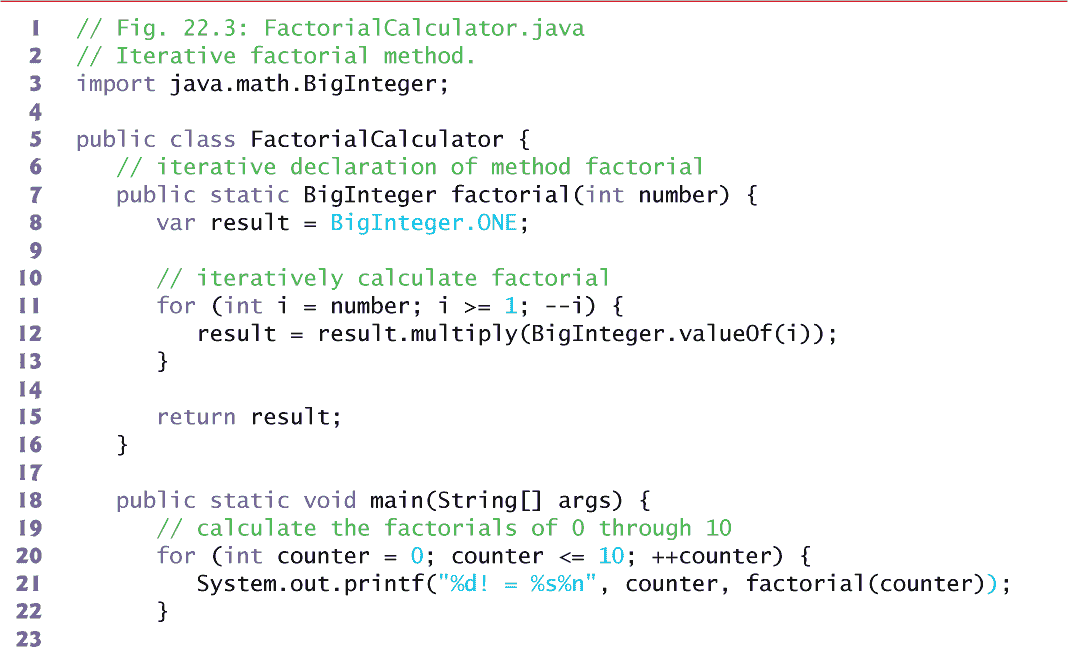 1 // Fig. 22.3: FactorialCalculator.java
2 // Iterative factorial method.
3 import java.math.BigInteger;
4
5 public class FactorialCalculator {
6    // iterative declaration of method factorial
7    public static BigInteger factorial(int number) {
8       var result = BigInteger.ONE;
9
10       // iteratively calculate factorial
11       for (int i = number; i >= 1; --i) {
12          result = result.multiply(BigInteger.valueOf(i));
13       }
14
15       return result;
16    }
17
18    public static void main(String[] args) {
19       // calculate the factorials of 0 through 10
20       for (int counter = 0; counter <= 10; ++counter) {
21          System.out.printf("%d! = %s%n", counter, factorial(counter));
22       }
23